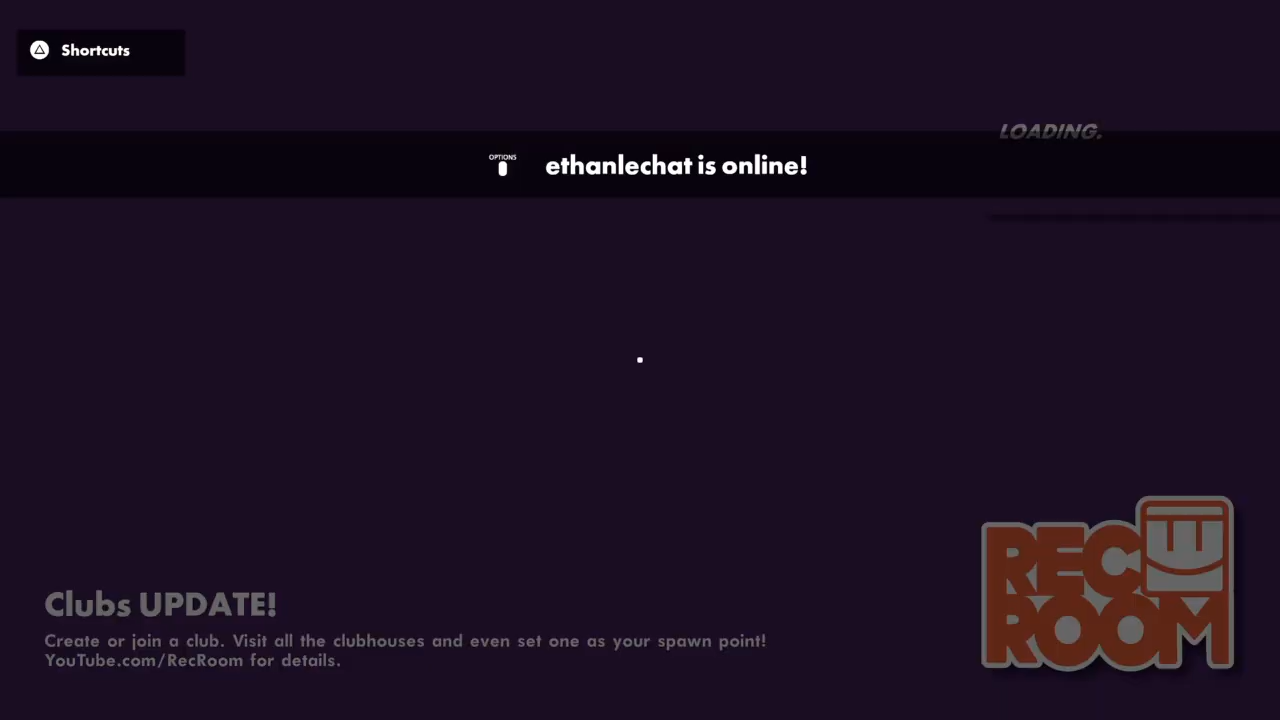 Shortcuts
LOADING.
OPTIONS
ethanlechat is online!
REC
ROOM
Clubs UPDATE!
Create or join a club. Visit all the clubhouses and even set one as your spawn point!
YouTube.com/RecRoom for details.